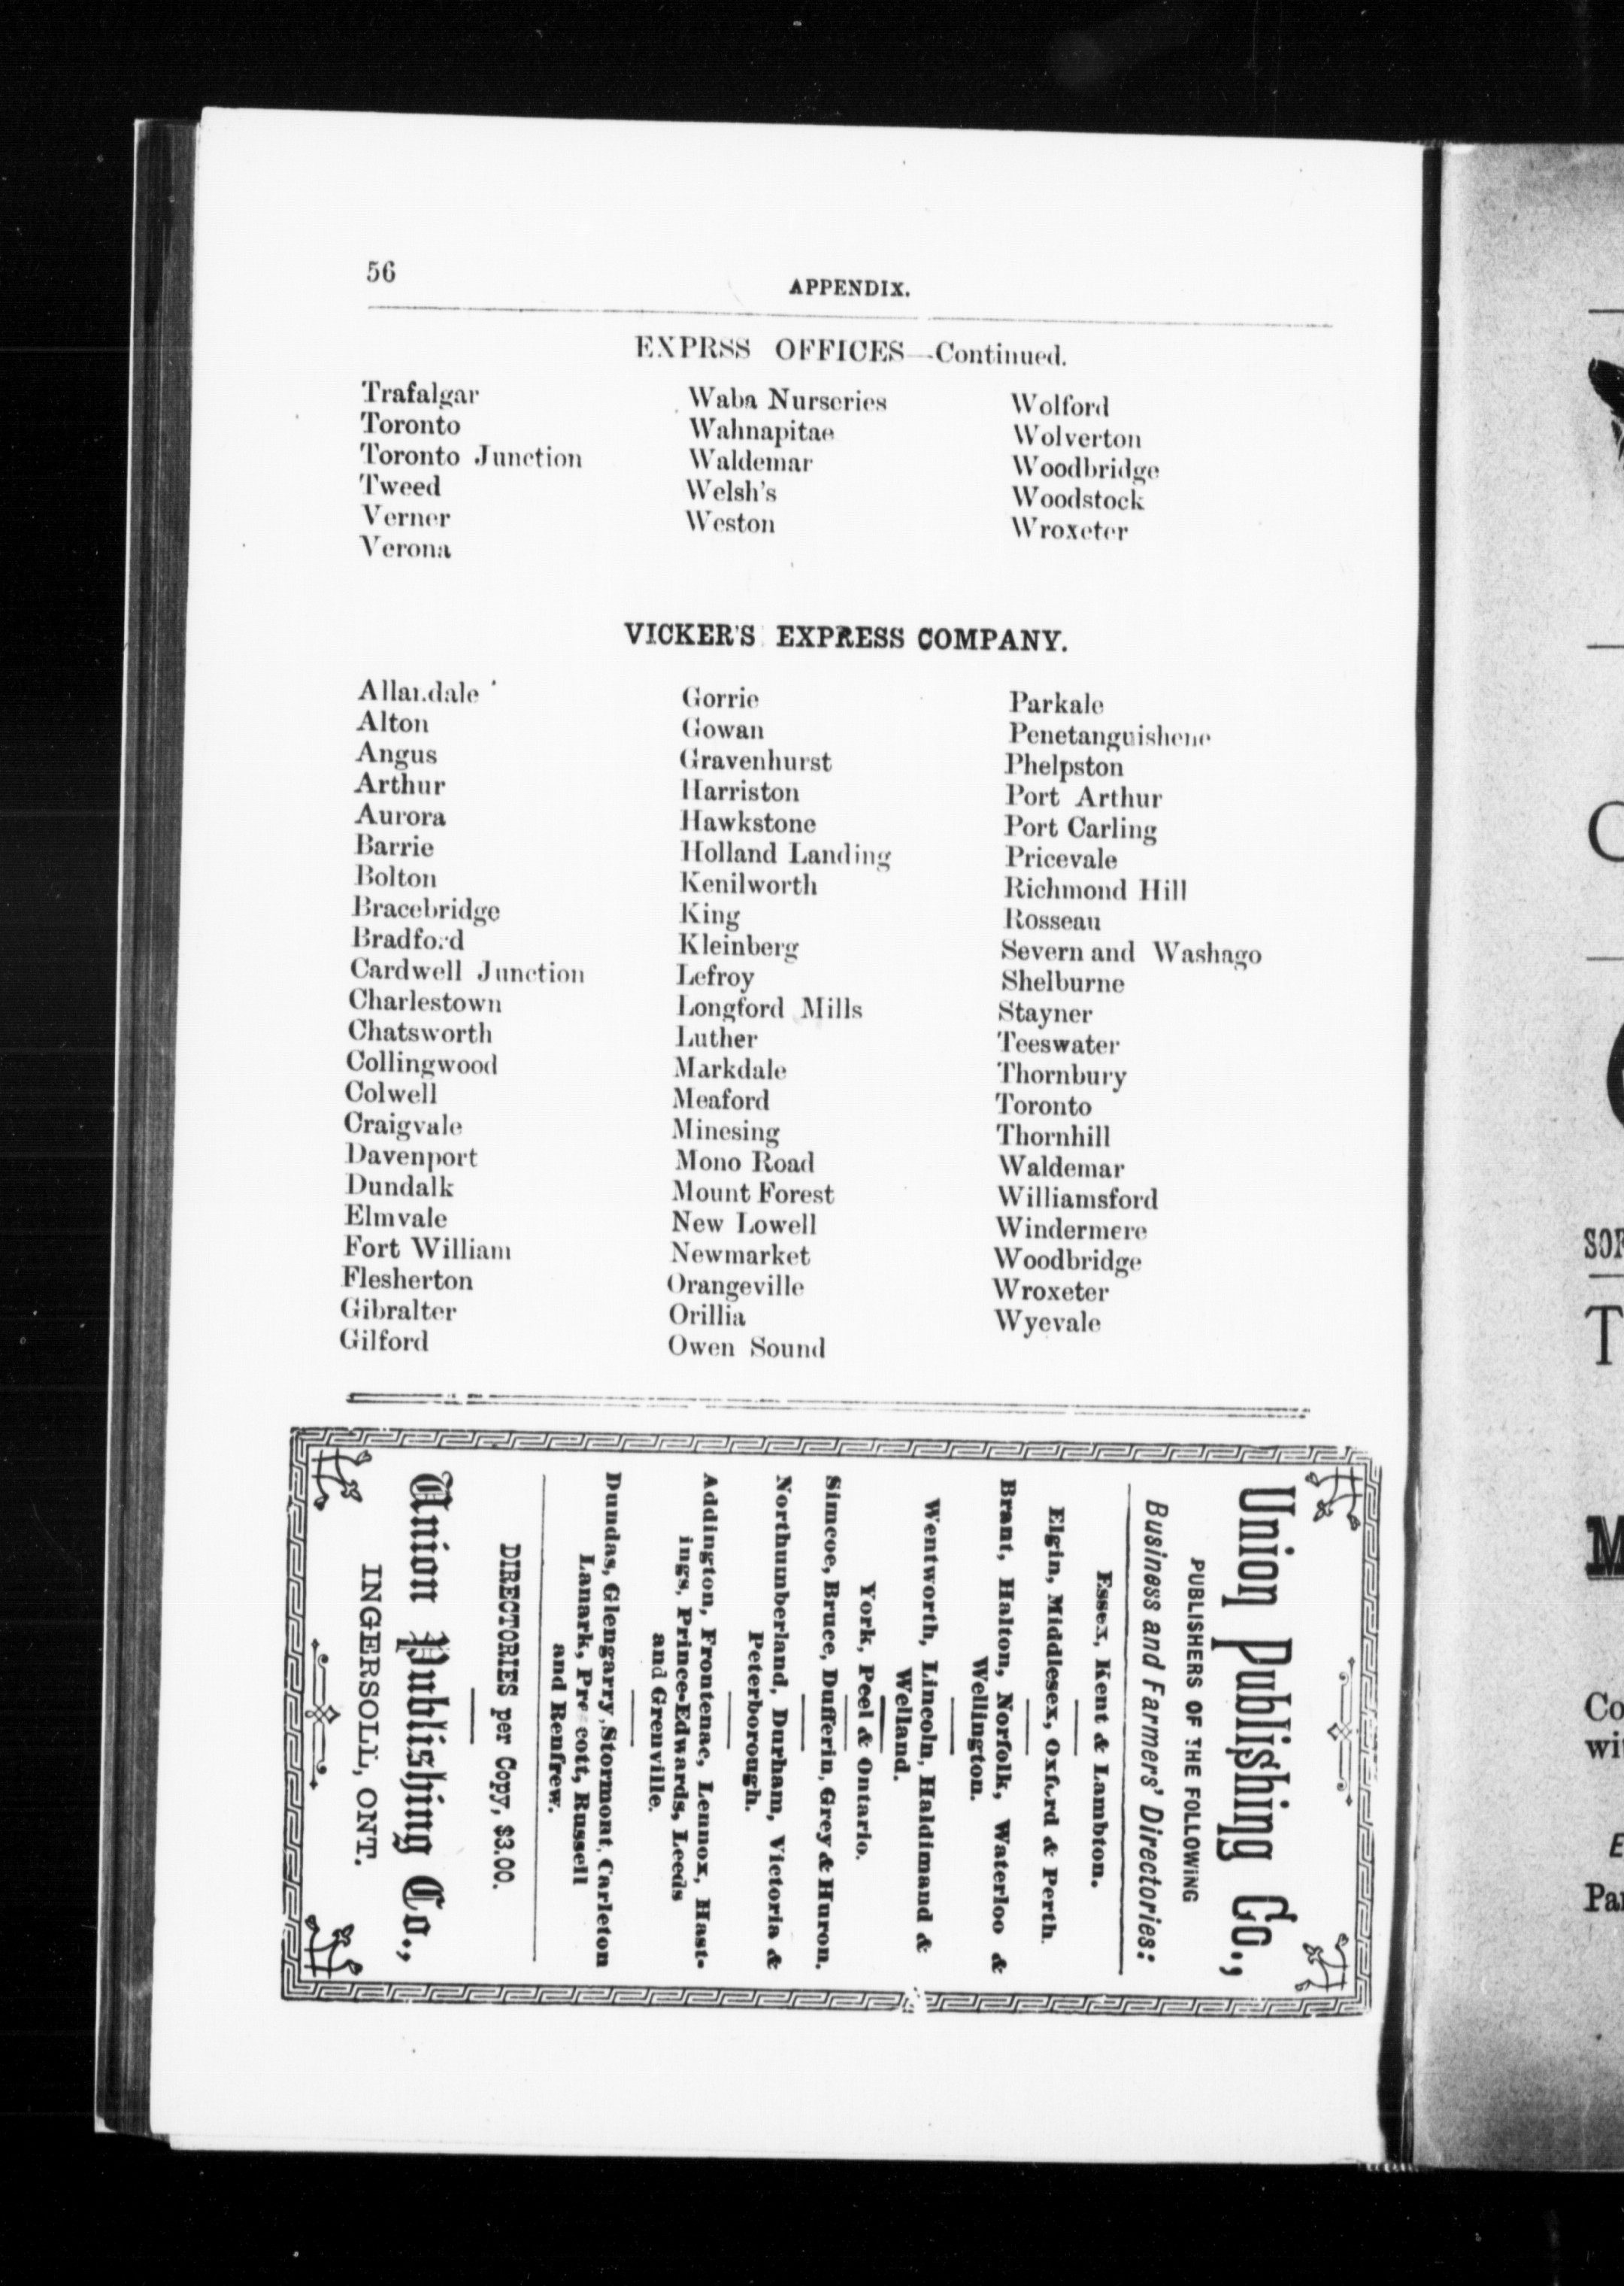 56
APPENDIX.
EXPRSS OFFICES—Continued.
Trafalgar
Toronto
Toronto Junction
Tweed
Verner
Verona
Waba Nurseries
Wahnapitae
Waldemar
Welsh's
Weston
Wolford
Wolverton
Woodbridge
Woodstock
Wroxeter
VICKER'S EXPRESS COMPANY.
Allandale
Alton
Angus
Arthur
Aurora
Barrie
Bolton
Bracebridge
Bradford
Cardwell Junction
Charlestown
Chatsworth
Collingwood
Colwell
Craigvale
Davenport
Dundalk
Elmvale
Fort William
Flesherton
Gibralter
Gilford
Gorrie
Gowan
Gravenhurst
Harriston
Hawkstone
Holland Landing
Kenilworth
King
Kleinberg
Lefroy
Longford Mills
Luther
Markdale
Meaford
Minesing
Mono Road
Mount Forest
New Lowell
Newmarket
Orangeville
Orillia
Owen Sound
Parkale
Penetanguishene
Phelpston
Port Arthur
Port Carling
Pricevale
Richmond Hill
Rosseau
Severn and Washago
Shelburne
Stayner
Teeswater
Thornbury
Toronto
Thornhill
Waldemar
Williamsford
Windermere
Woodbridge
Wroxeter
Wyevale
Union Publishing Co.,
PUBLISHERS OF THE FOLLOWING
Business and Farmers' Directories:
Essex, Kent & Lambton.
Elgin, Middlesex, Oxford & Perth.
Brant, Halton, Norfolk, Waterloo &
Wellington.
Wentworth, Lincoln, Haldimand &
Welland.
York, Peel & Ontario.
Simcoe, Bruce, Dufferin, Grey & Huron.
Northumberland, Durham, Victoria &
Peterborough.
Addington, Frontenac, Lennox, Hast-
ings, Prince-Edwards, Leeds
and Grenville.
Dundas, Glengarry, Stormont, Carleton
Lanark, Prescott, Russell
and Renfrew.
DIRECTORIES per Copy, $3.00.
Union Publishing Co.,
INGERSOLL, ONT.